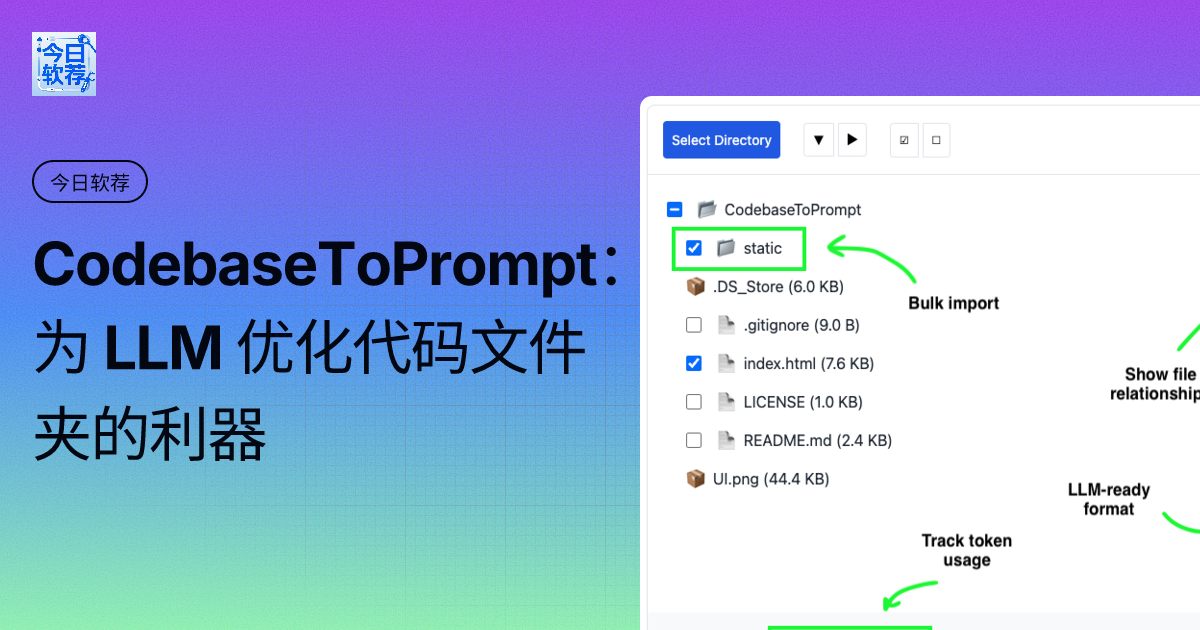 今日
软荐
今日软荐
CodebaseToPrompt：
为 LLM 优化代码文件
夹的利器
Select Directory
CodebaseToPrompt
static
.DS_Store (6.0 KB)
Bulk import
.gitignore (9.0 B)
index.html (7.6 KB)
Show file
relationship
LICENSE (1.0 KB)
README.md (2.4 KB)
UI.png (44.4 KB)
LLM-ready
format
Track token
usage